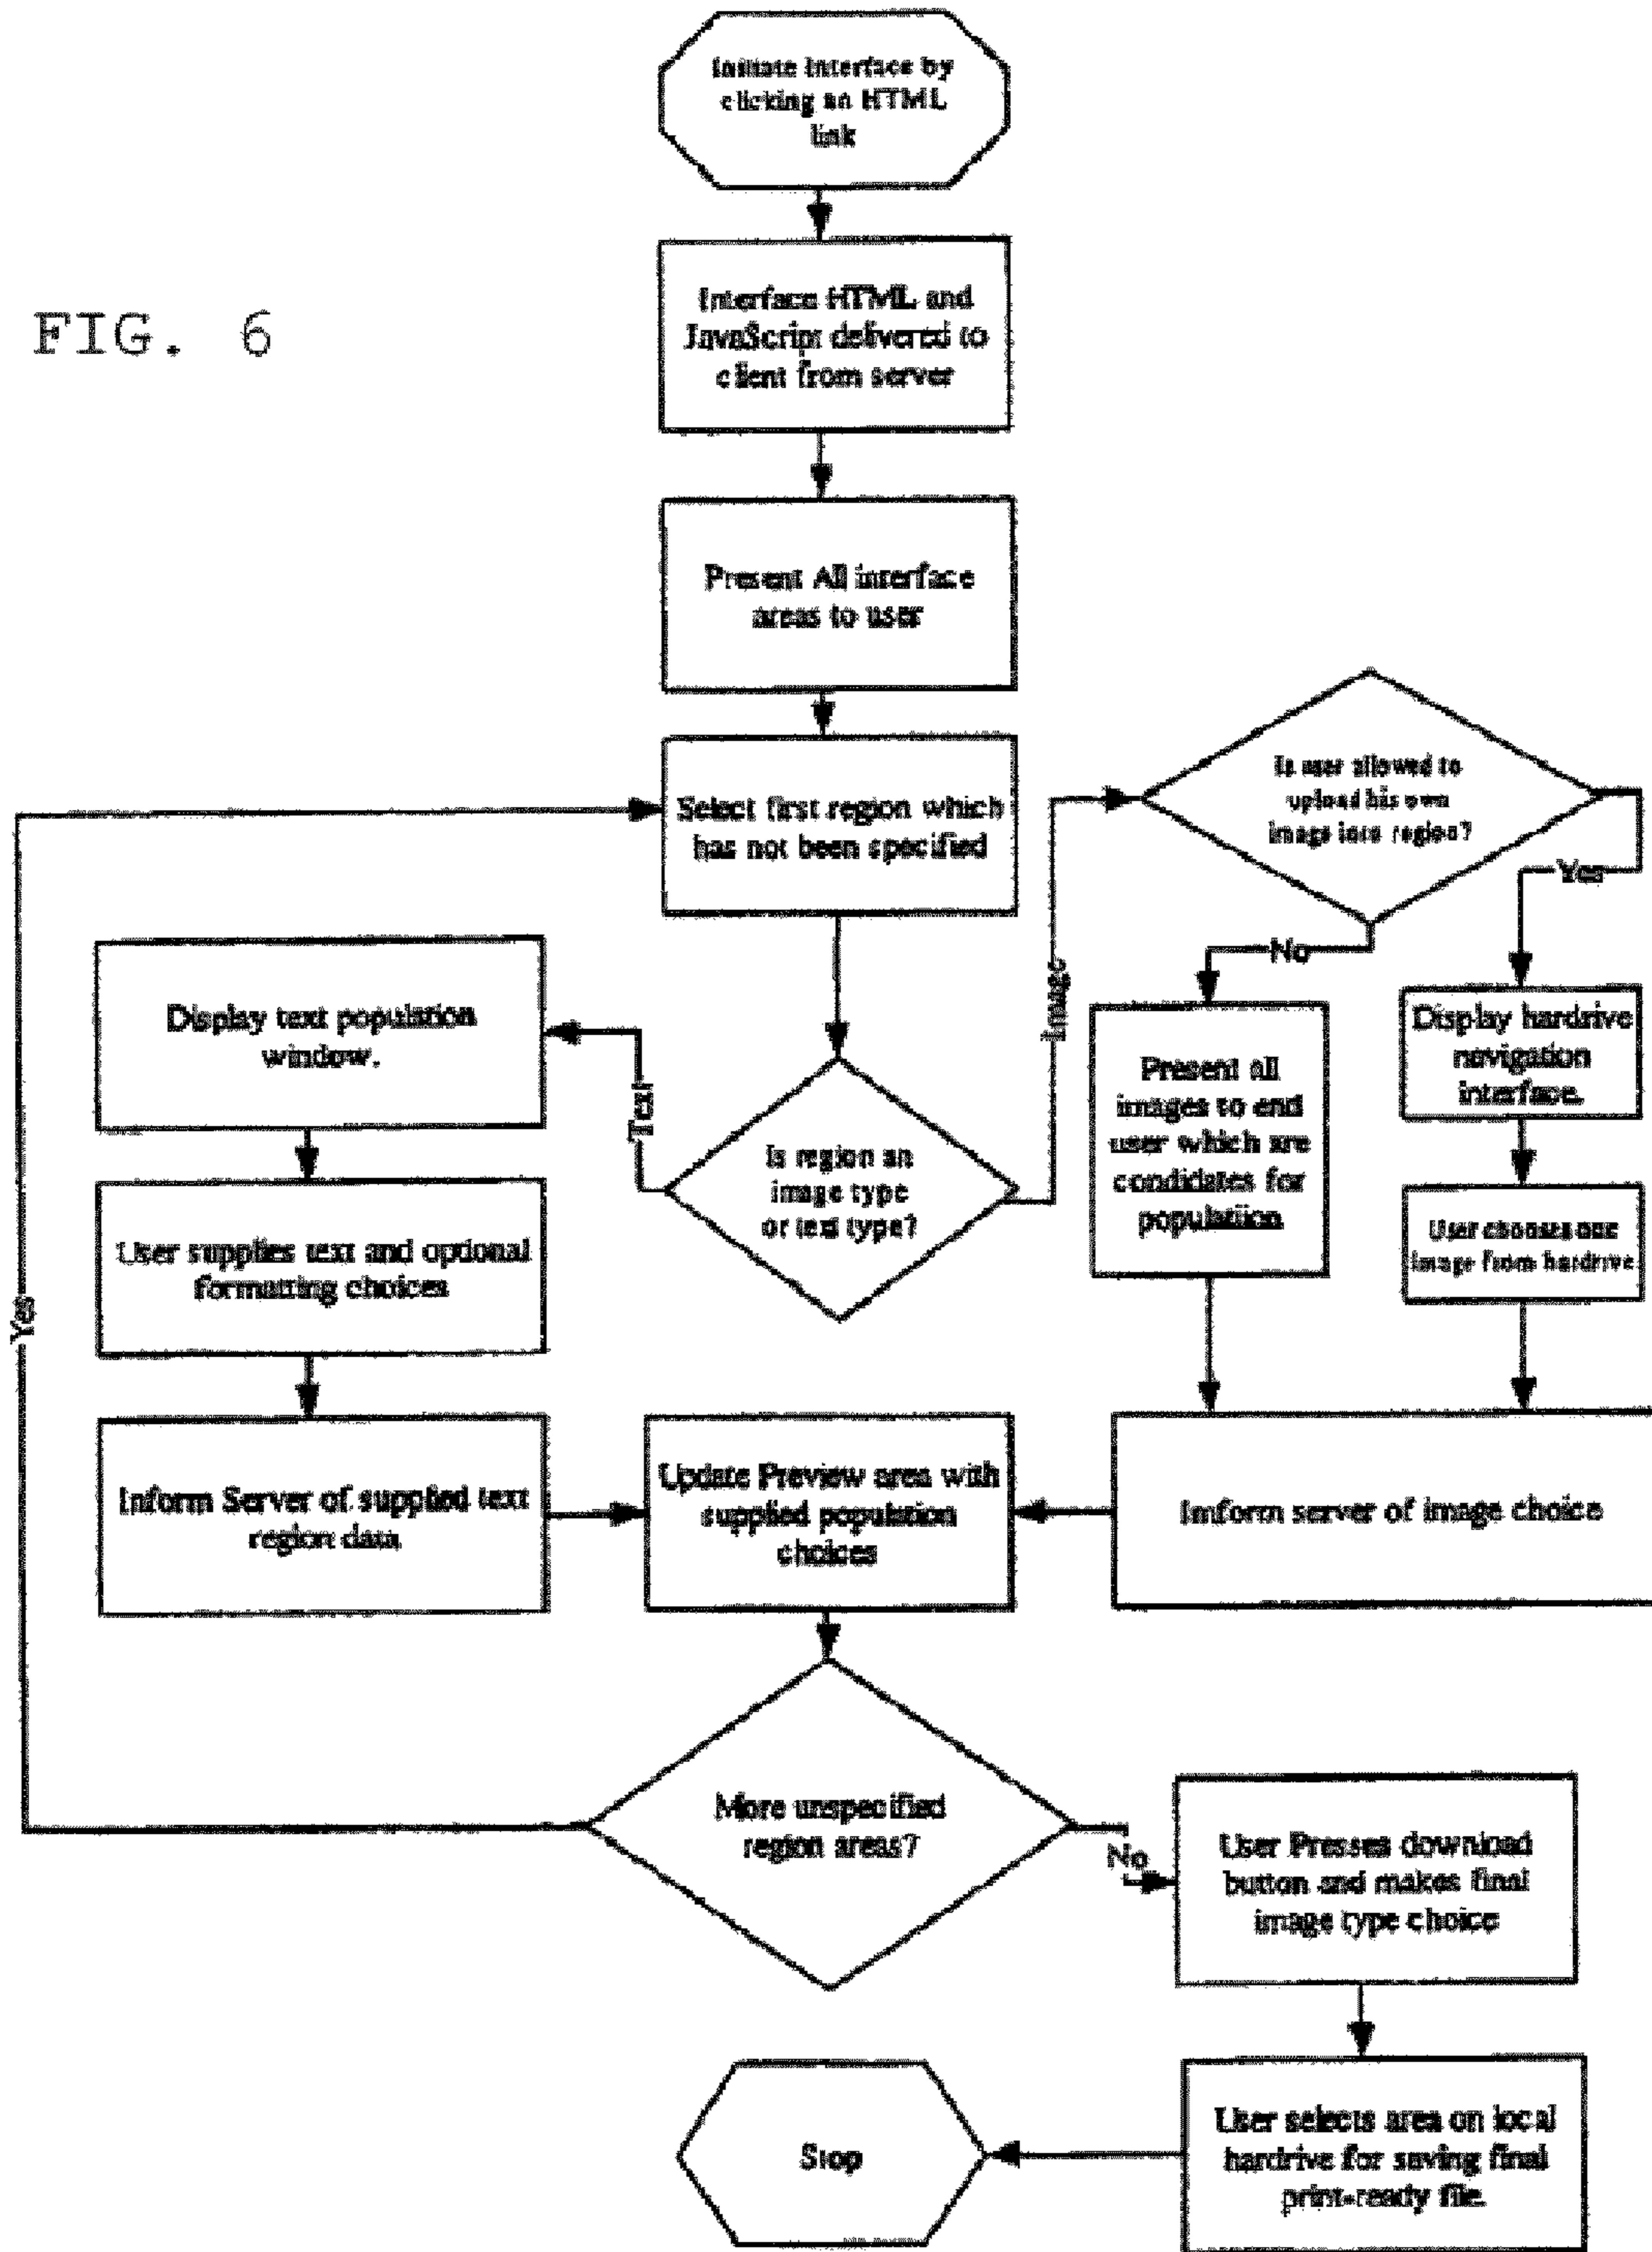 Initiate Interface by
clicking an HTML
link
FIG. 6
Interface HTML and
JavaScript delivered to
client from server
Present All interface
areas to user
Select first region which
has not been specified
Is user allowed to
upload his own
image into region?
Yes
No
Image
Display text population
window.
Text
Is region an
image type
or text type?
Present all
images to end
user which are
candidates for
populatiion
Display hardrive
navigation
interface.
User chooses one
image from hardrive
User supplies text and optional
formatting choices
Yes
Inform Server of supplied text
region data
Update Preview area with
supplied population
choices
Imform server of image choice
More unspecified
region areas?
No
User Presses download
button and makes final
image type choice
User selects area on local
hardrive for saving final
print-ready file.
Stop